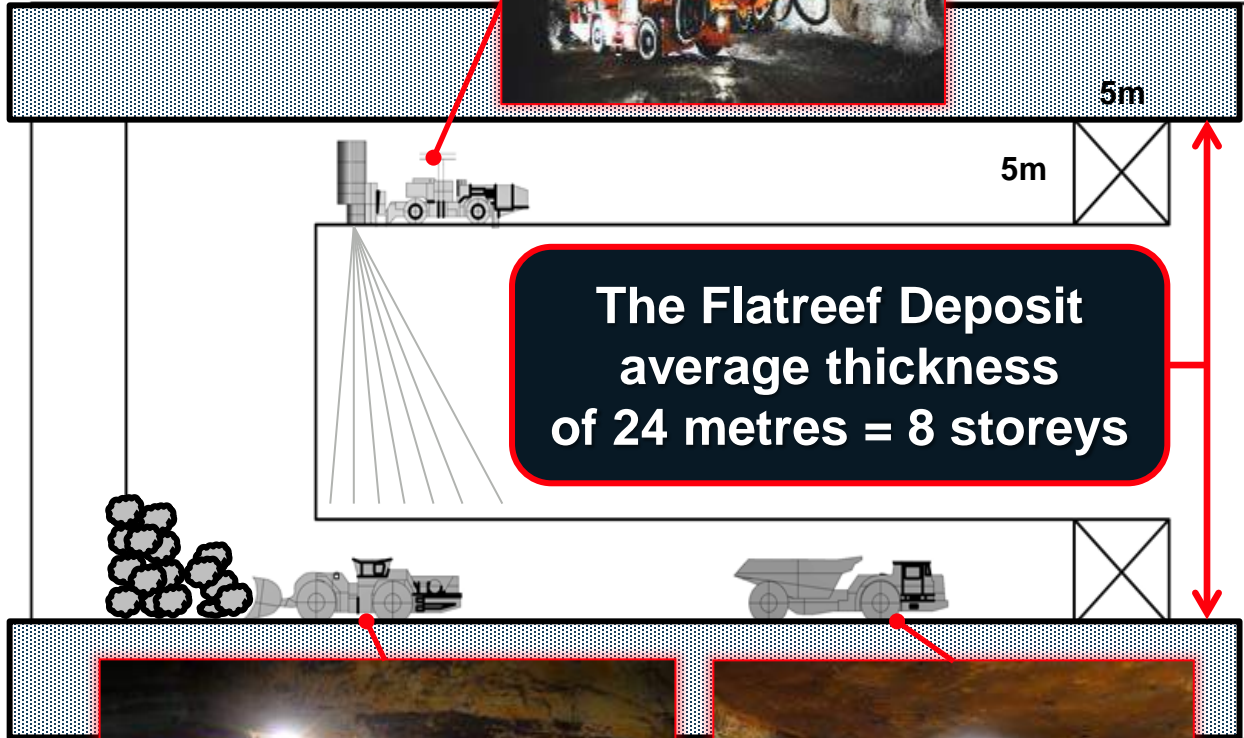 5m
5m
The Flatreef Deposit
average thickness
of 24 metres = 8 storeys